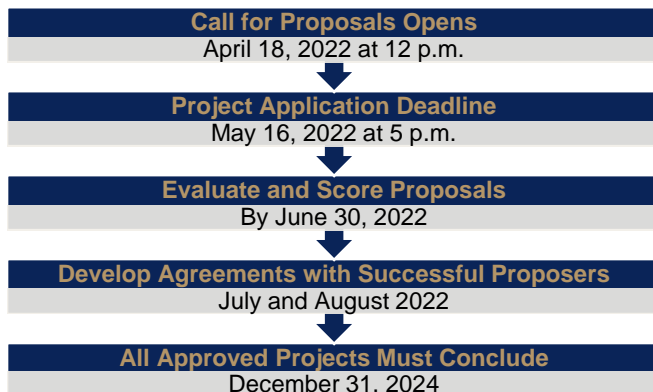 Call for Proposals Opens
April 18, 2022 at 12 p.m.
Project Application Deadline
May 16, 2022 at 5 p.m.
Evaluate and Score Proposals
By June 30, 2022
Develop Agreements with Successful Proposers
July and August 2022
All Approved Projects Must Conclude
December 31, 2024